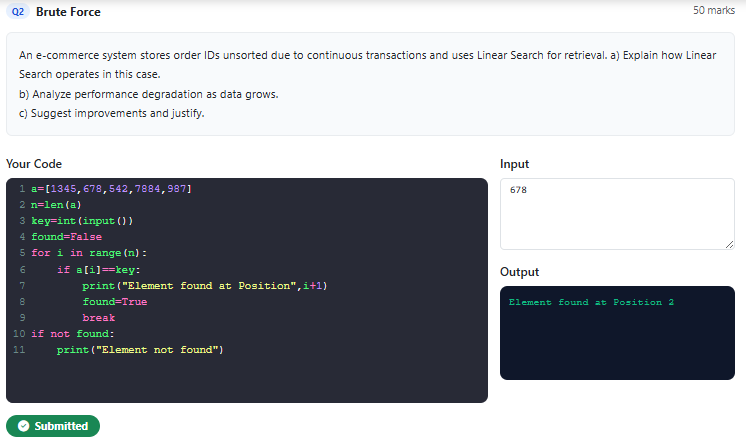 Q2 Brute Force 50 marks
An e-commerce system stores order IDs unsorted due to continuous transactions and uses Linear Search for retrieval. a) Explain how Linear
Search operates in this case.
b) Analyze performance degradation as data grows.
c) Suggest improvements and justify.
Your Code
1 a=[1345,678,542,7884,987]
2 n=len(a)
3 key=int(input())
4 found=False
5 for i in range(n):
6     if a[i]==key:
7         print("Element found at Position",i+1)
8         found=True
9         break
10 if not found:
11     print("Element not found")
Input
678
Output
Element found at Position 2
Submitted